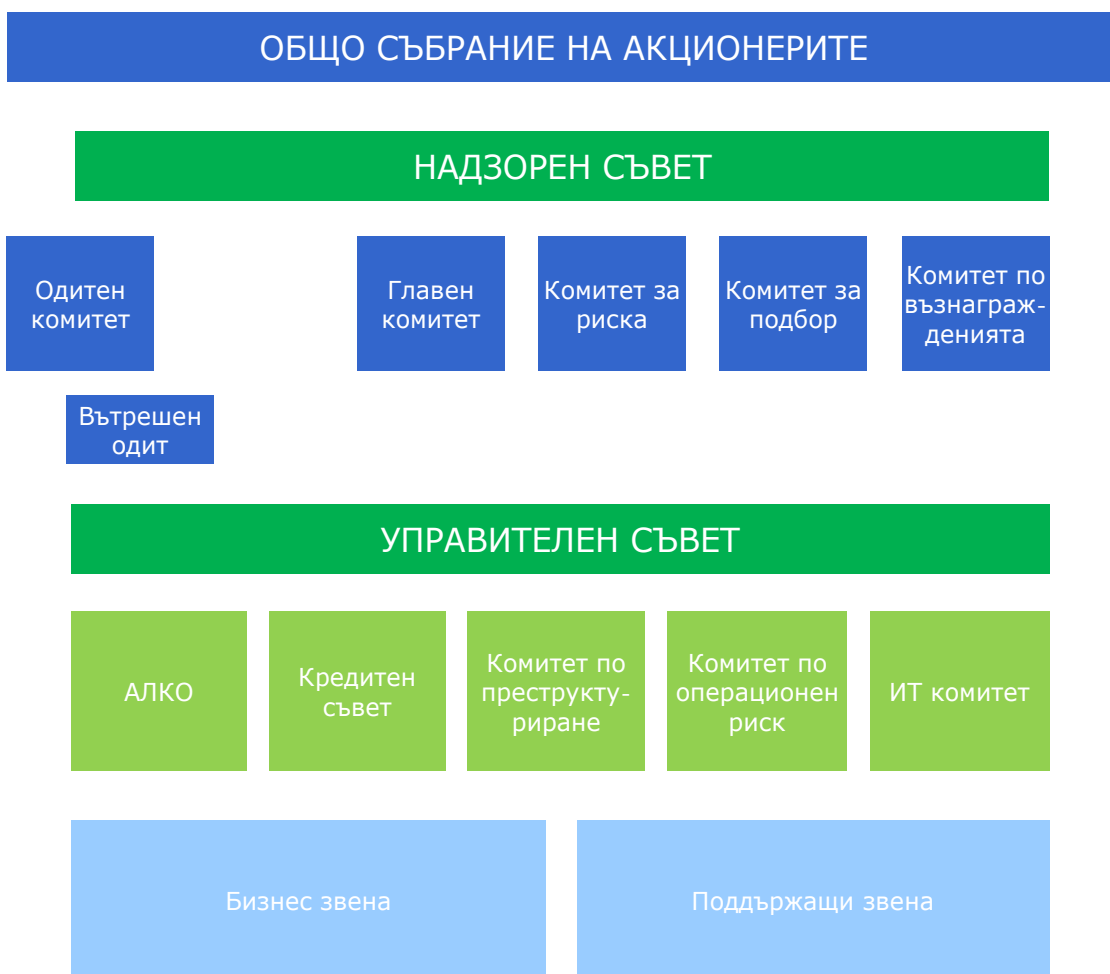 ОБЩО СЪБРАНИЕ НА АКЦИОНЕРИТЕ
НАДЗОРЕН СЪВЕТ
Одитен
комитет
Главен
комитет
Комитет за
риска
Комитет за
подбор
Комитет по
възнаграж-
денията
Вътрешен
одит
УПРАВИТЕЛЕН СЪВЕТ
АЛКО
Кредитен
съвет
Комитет по
преструкту-
риране
Комитет по
операционен
риск
ИТ комитет
Бизнес звена
Поддържащи звена